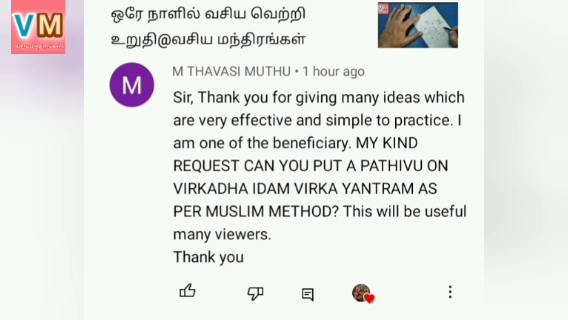 VM
ஒரே நாளில் வசிய வெற்றி
உறுதி@வசிய மந்திரங்கள்
M
M THAVASI MUTHU • 1 hour ago
Sir, Thank you for giving many ideas which
are very effective and simple to practice. I
am one of the beneficiary. MY KIND
REQUEST CAN YOU PUT A PATHIVU ON
VIRKADHA IDAM VIRKA YANTRAM AS
PER MUSLIM METHOD? This will be useful
many viewers.
Thank you